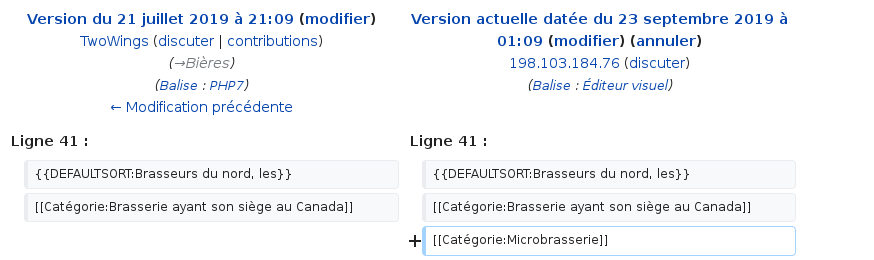 Version du 21 juillet 2019 à 21:09 (modifier)
TwoWings (discuter | contributions)
(→Bières)
(Balise : PHP7)
← Modification précédente
Version actuelle datée du 23 septembre 2019 à
01:09 (modifier) (annuler)
198.103.184.76 (discuter)
(Balise : Éditeur visuel)
Ligne 41 :
Ligne 41 :
{{DEFAULTSORT:Brasseurs du nord, les}}
{{DEFAULTSORT:Brasseurs du nord, les}}
[[Catégorie:Brasserie ayant son siège au Canada]]
[[Catégorie:Brasserie ayant son siège au Canada]]
+ [[Catégorie:Microbrasserie]]